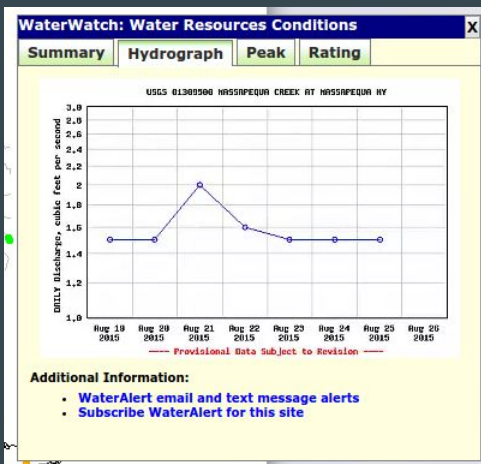 WaterWatch: Water Resources Conditions X
Summary Hydrograph Peak Rating
USGS 01309500 MASSAPEQUA CREEK AT MASSAPEQUA NY
DAILY Discharge, cubic feet per second
3.0
2.8
2.6
2.4
2.2
2
1.8
1.6
1.4
1.2
1.0
Aug 19 Aug 20 Aug 21 Aug 22 Aug 23 Aug 24 Aug 25 Aug 26
2015 2015 2015 2015 2015 2015 2015 2015
---- Provisional Data Subject to Revision ----
Additional Information:
• WaterAlert email and text message alerts
• Subscribe WaterAlert for this site